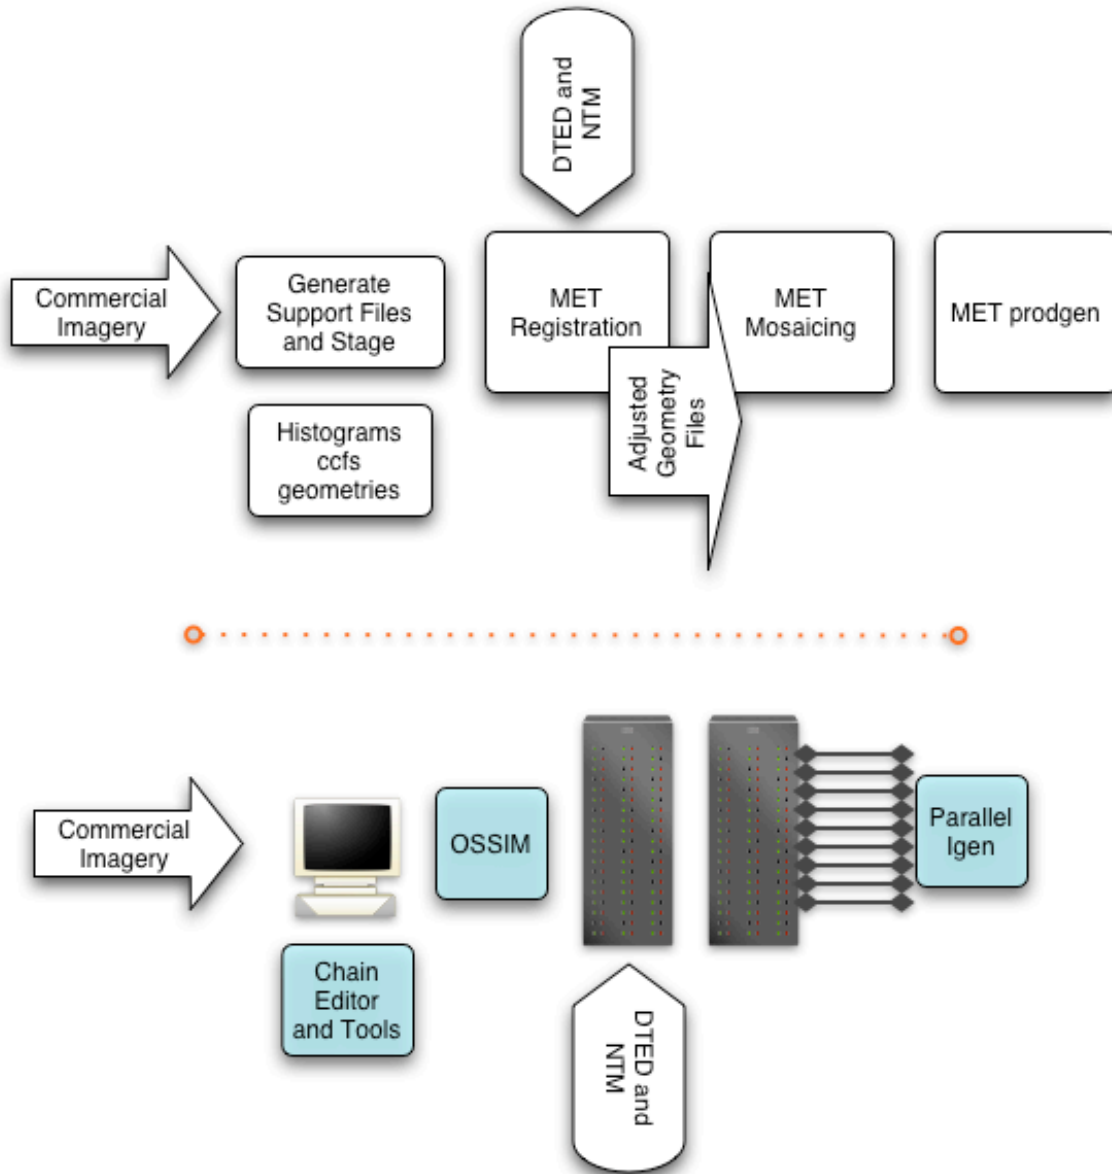 DTED and
NTM
Commercial
Imagery
Generate
Support Files
and Stage
MET
Registration
MET
Mosaicing
MET prodgen
Histograms
ccfs
geometries
Adjusted
Geometry
Files
Commercial
Imagery
OSSIM
Parallel
Igen
Chain
Editor
and Tools
DTED and
NTM